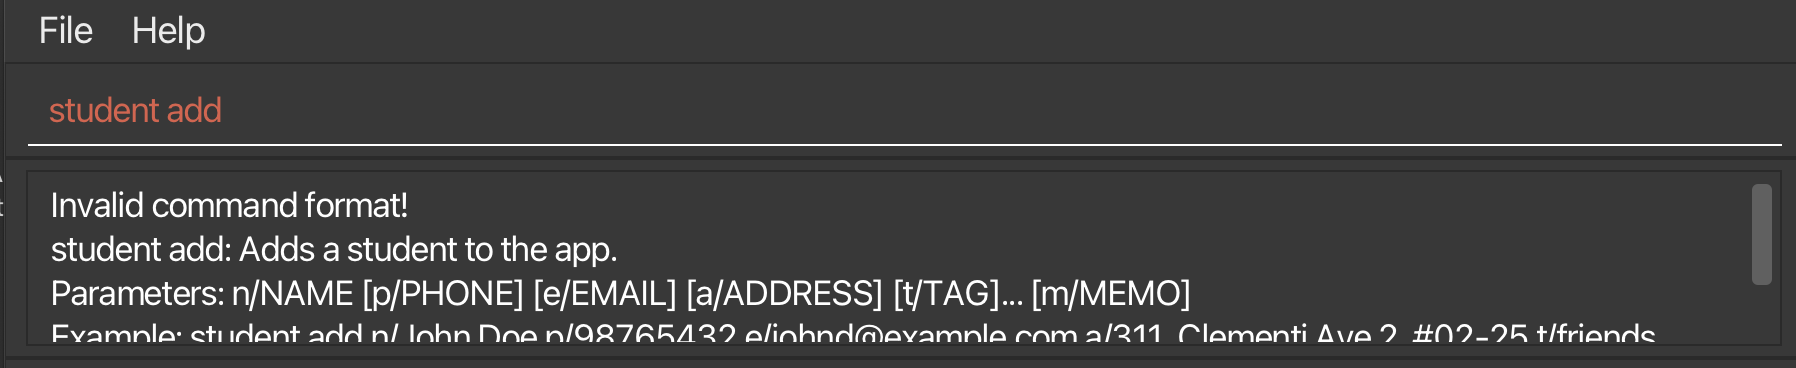 File Help
student add
Invalid command format!
student add: Adds a student to the app.
Parameters: n/NAME [p/PHONE] [e/EMAIL] [a/ADDRESS] [t/TAG]... [m/MEMO]
Example: student add n/ John Doe p/98765432 e/johnd@example.com a/311, Clementi Ave 2, #02-25 t/friends